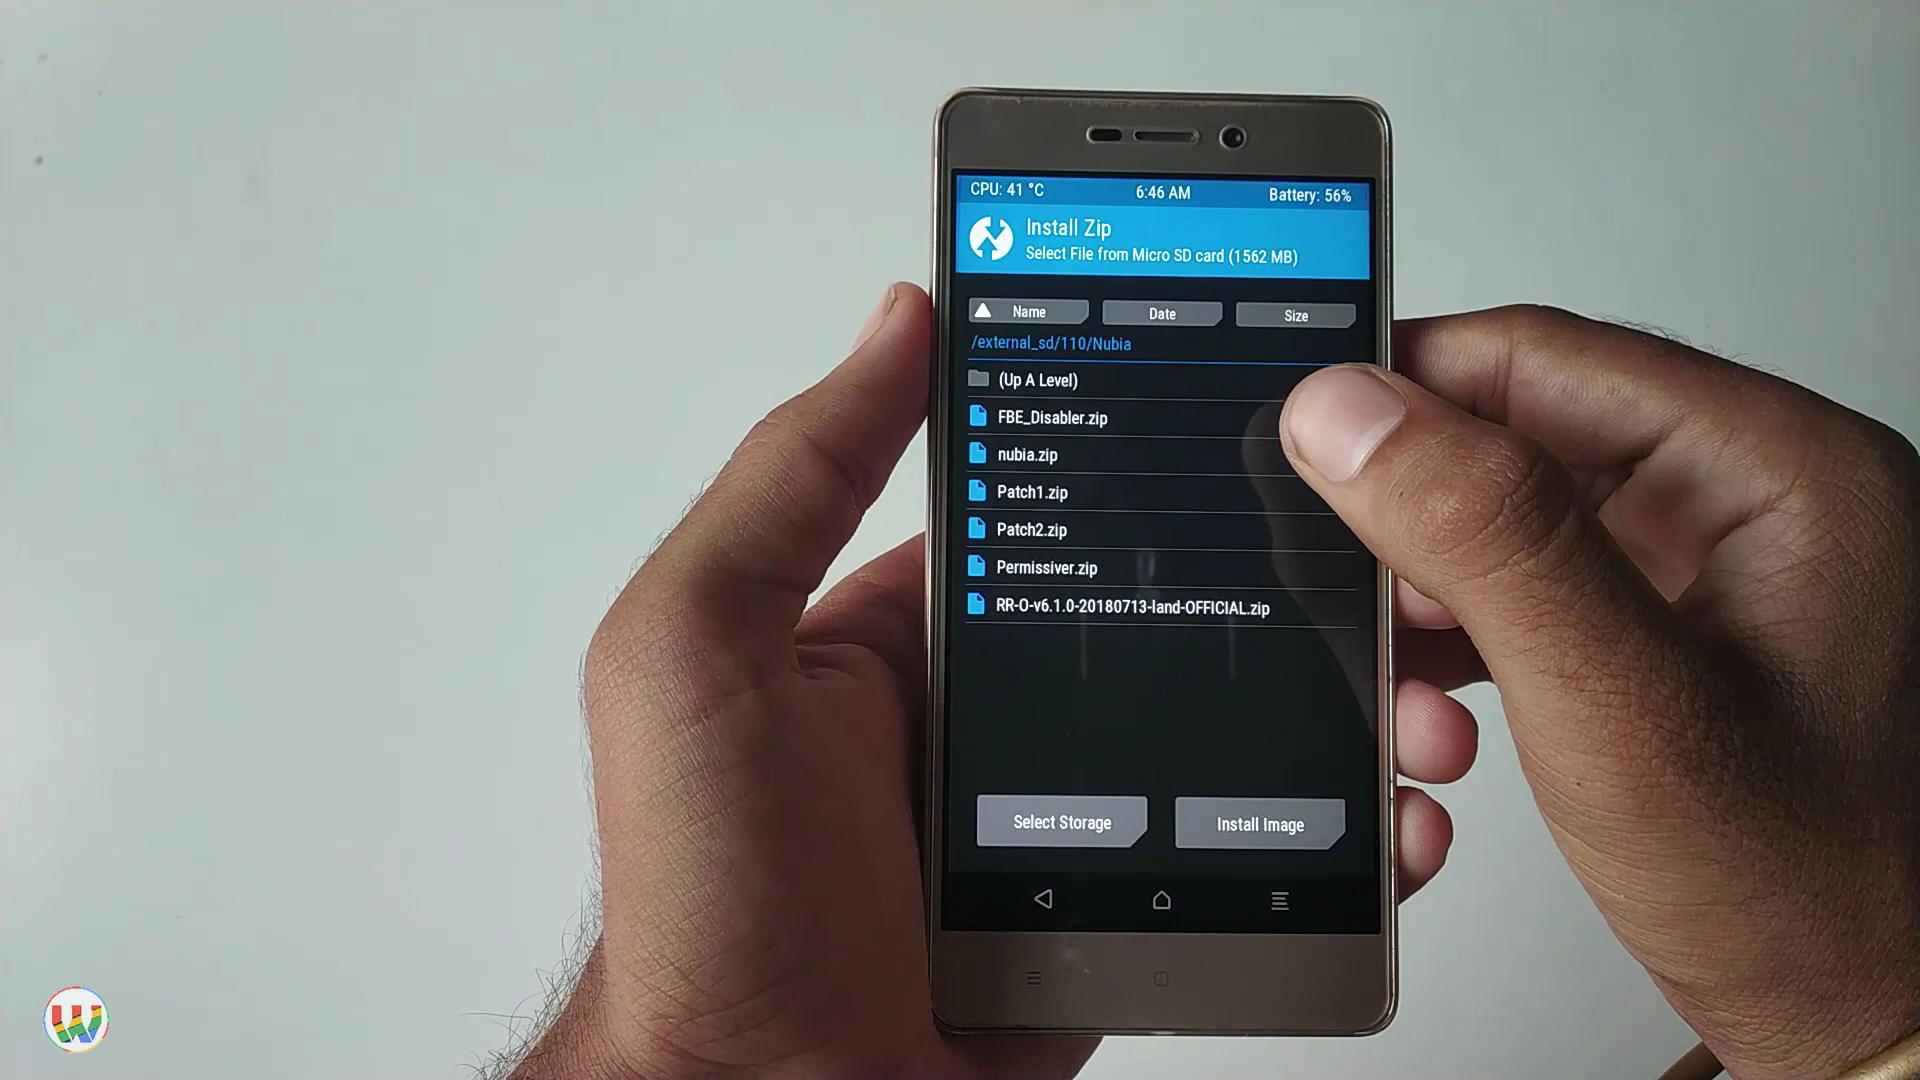 CPU: 41 °C 6:46 AM Battery: 56%
Install Zip
Select File from Micro SD card (1562 MB)
Name Date Size
/external_sd/110/Nubia
(Up A Level)
FBE_Disabler.zip
nubia.zip
Patch1.zip
Patch2.zip
Permissiver.zip
RR-O-v6.1.0-20180713-land-OFFICIAL.zip
Select Storage Install Image
W